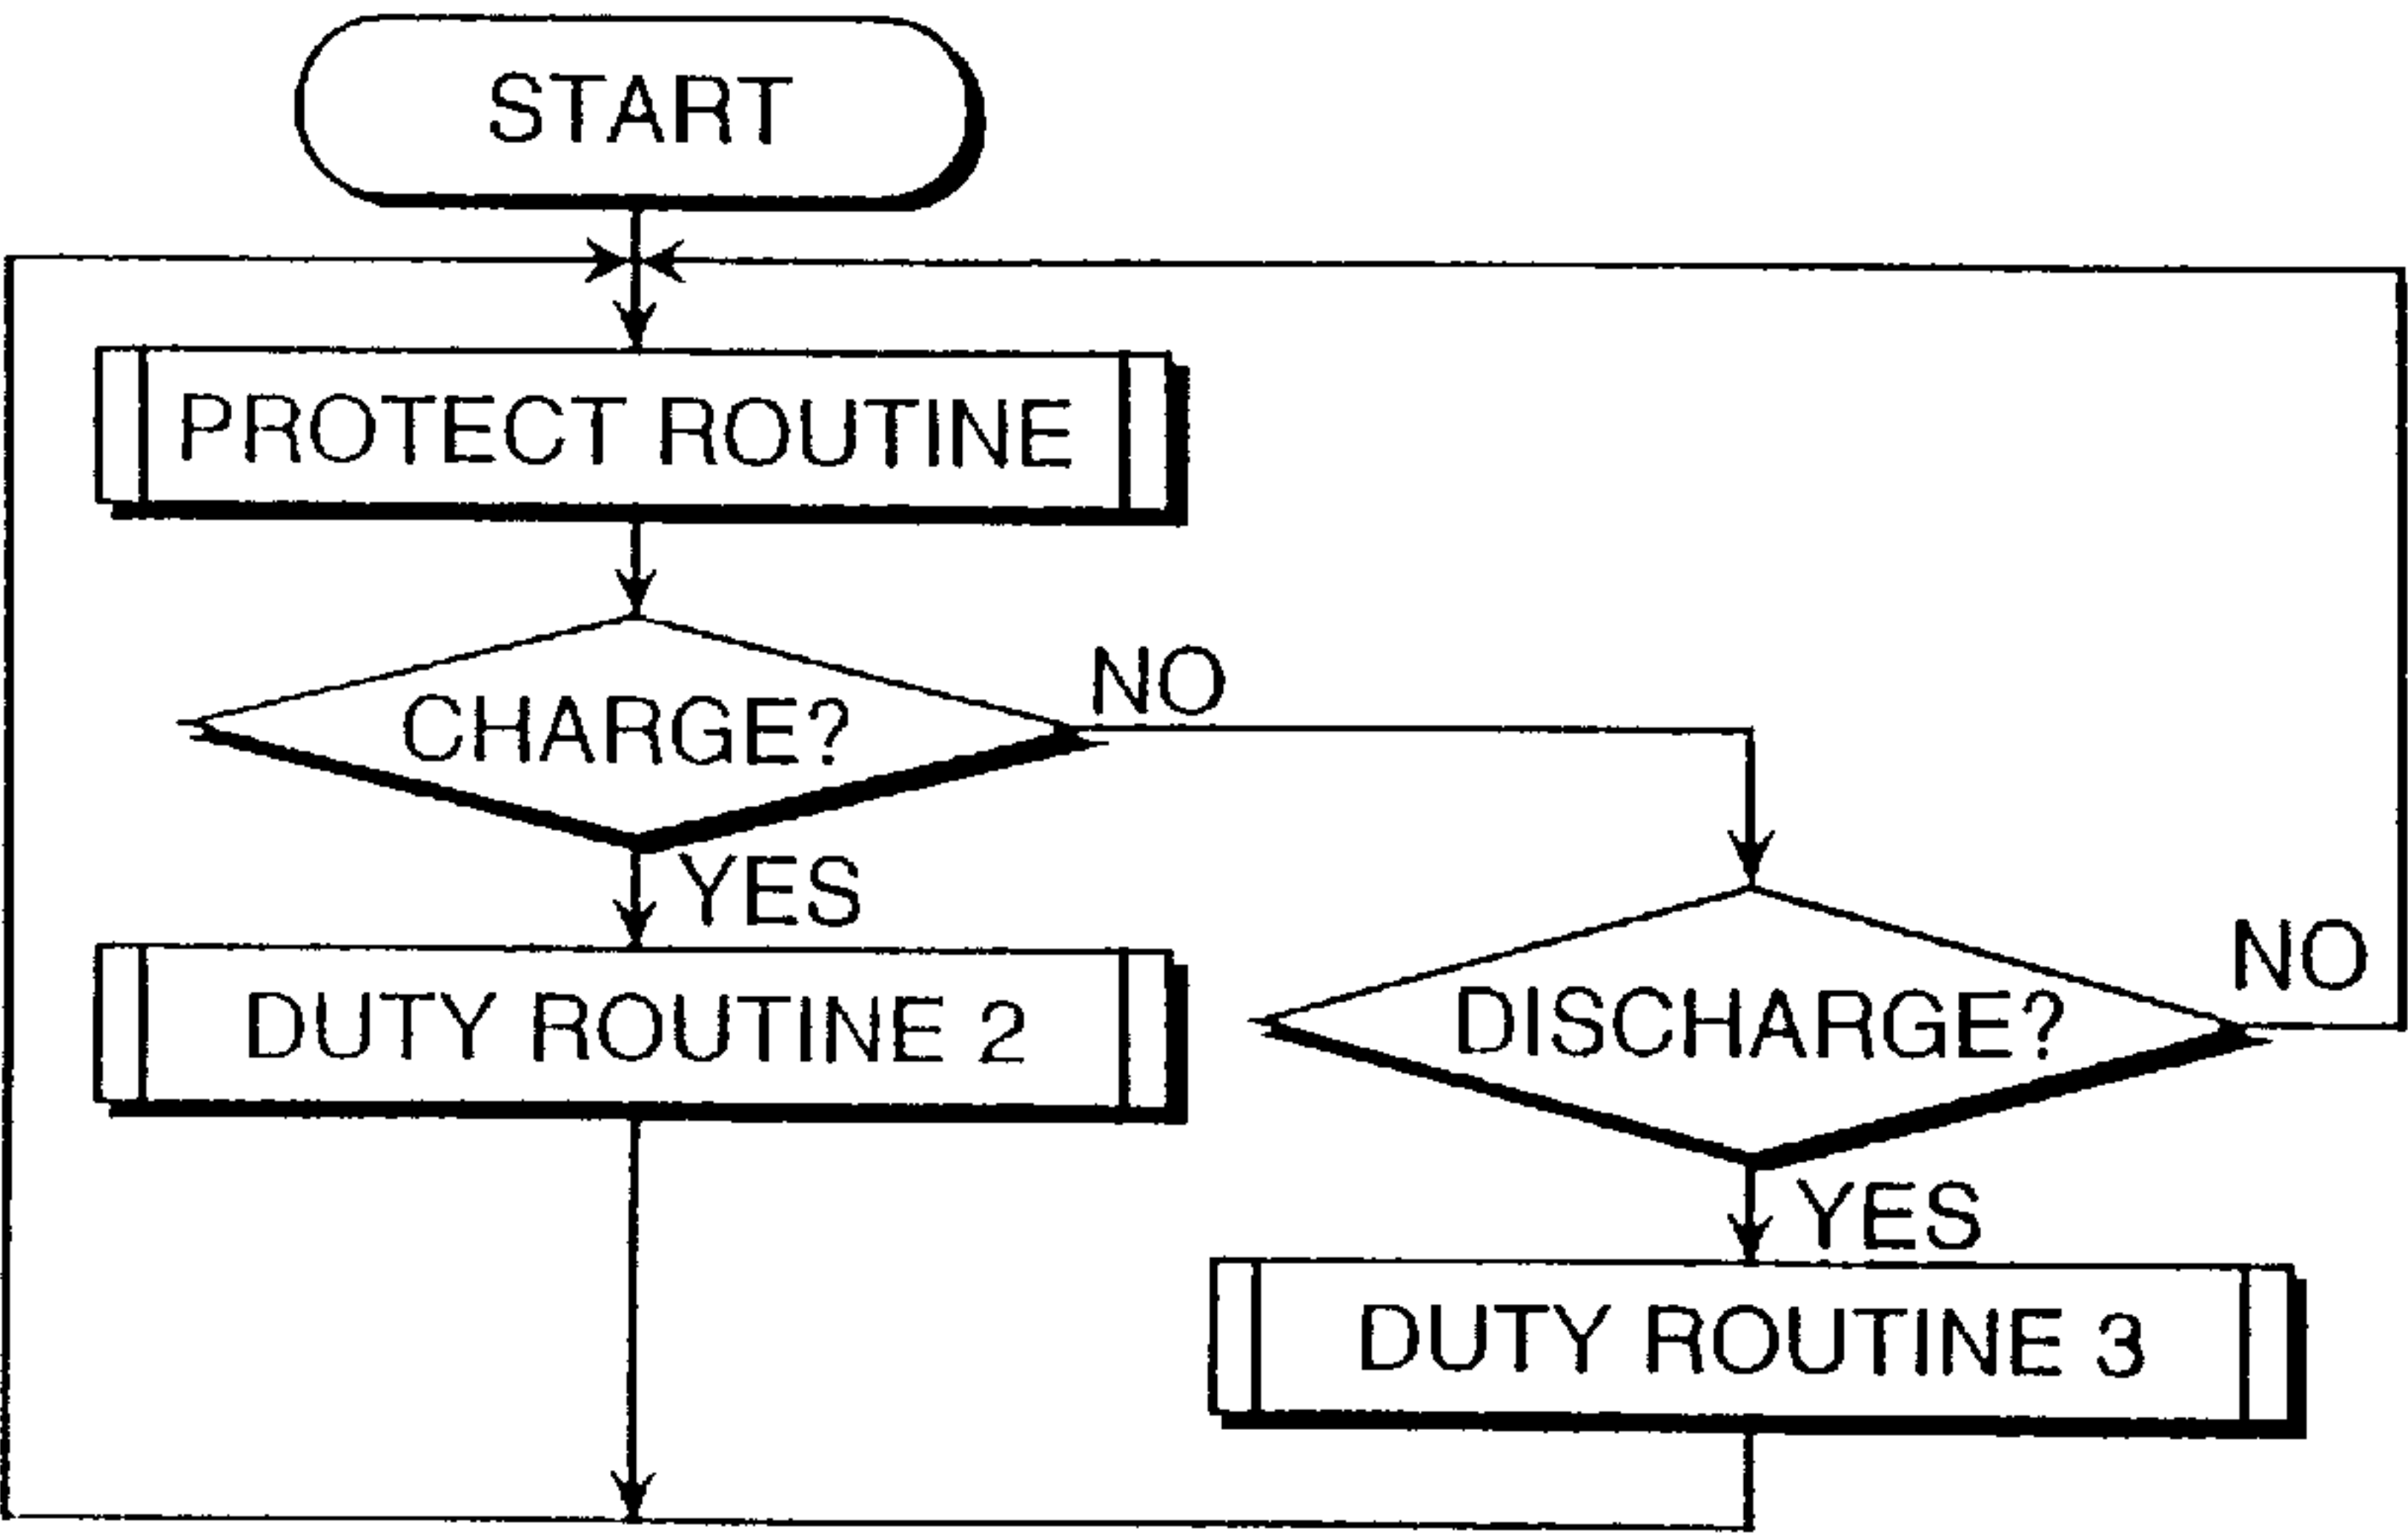 START
PROTECT ROUTINE
CHARGE?
NO
YES
DUTY ROUTINE 2
DISCHARGE?
NO
YES
DUTY ROUTINE 3